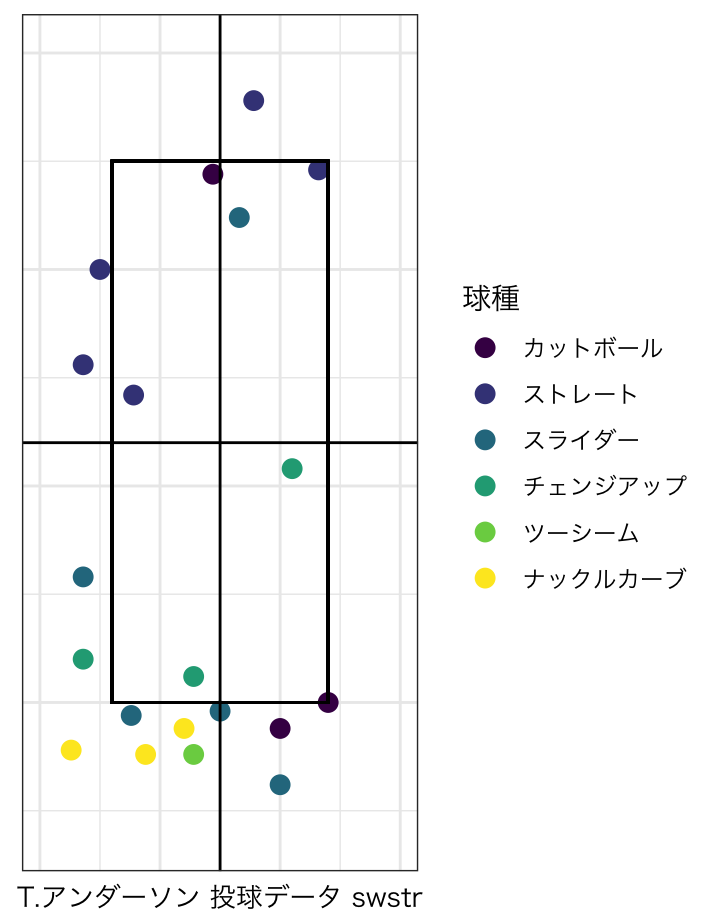 球種
カットボール
ストレート
スライダー
チェンジアップ
ツーシーム
ナックルカーブ
T.アンダーソン 投球データ swstr